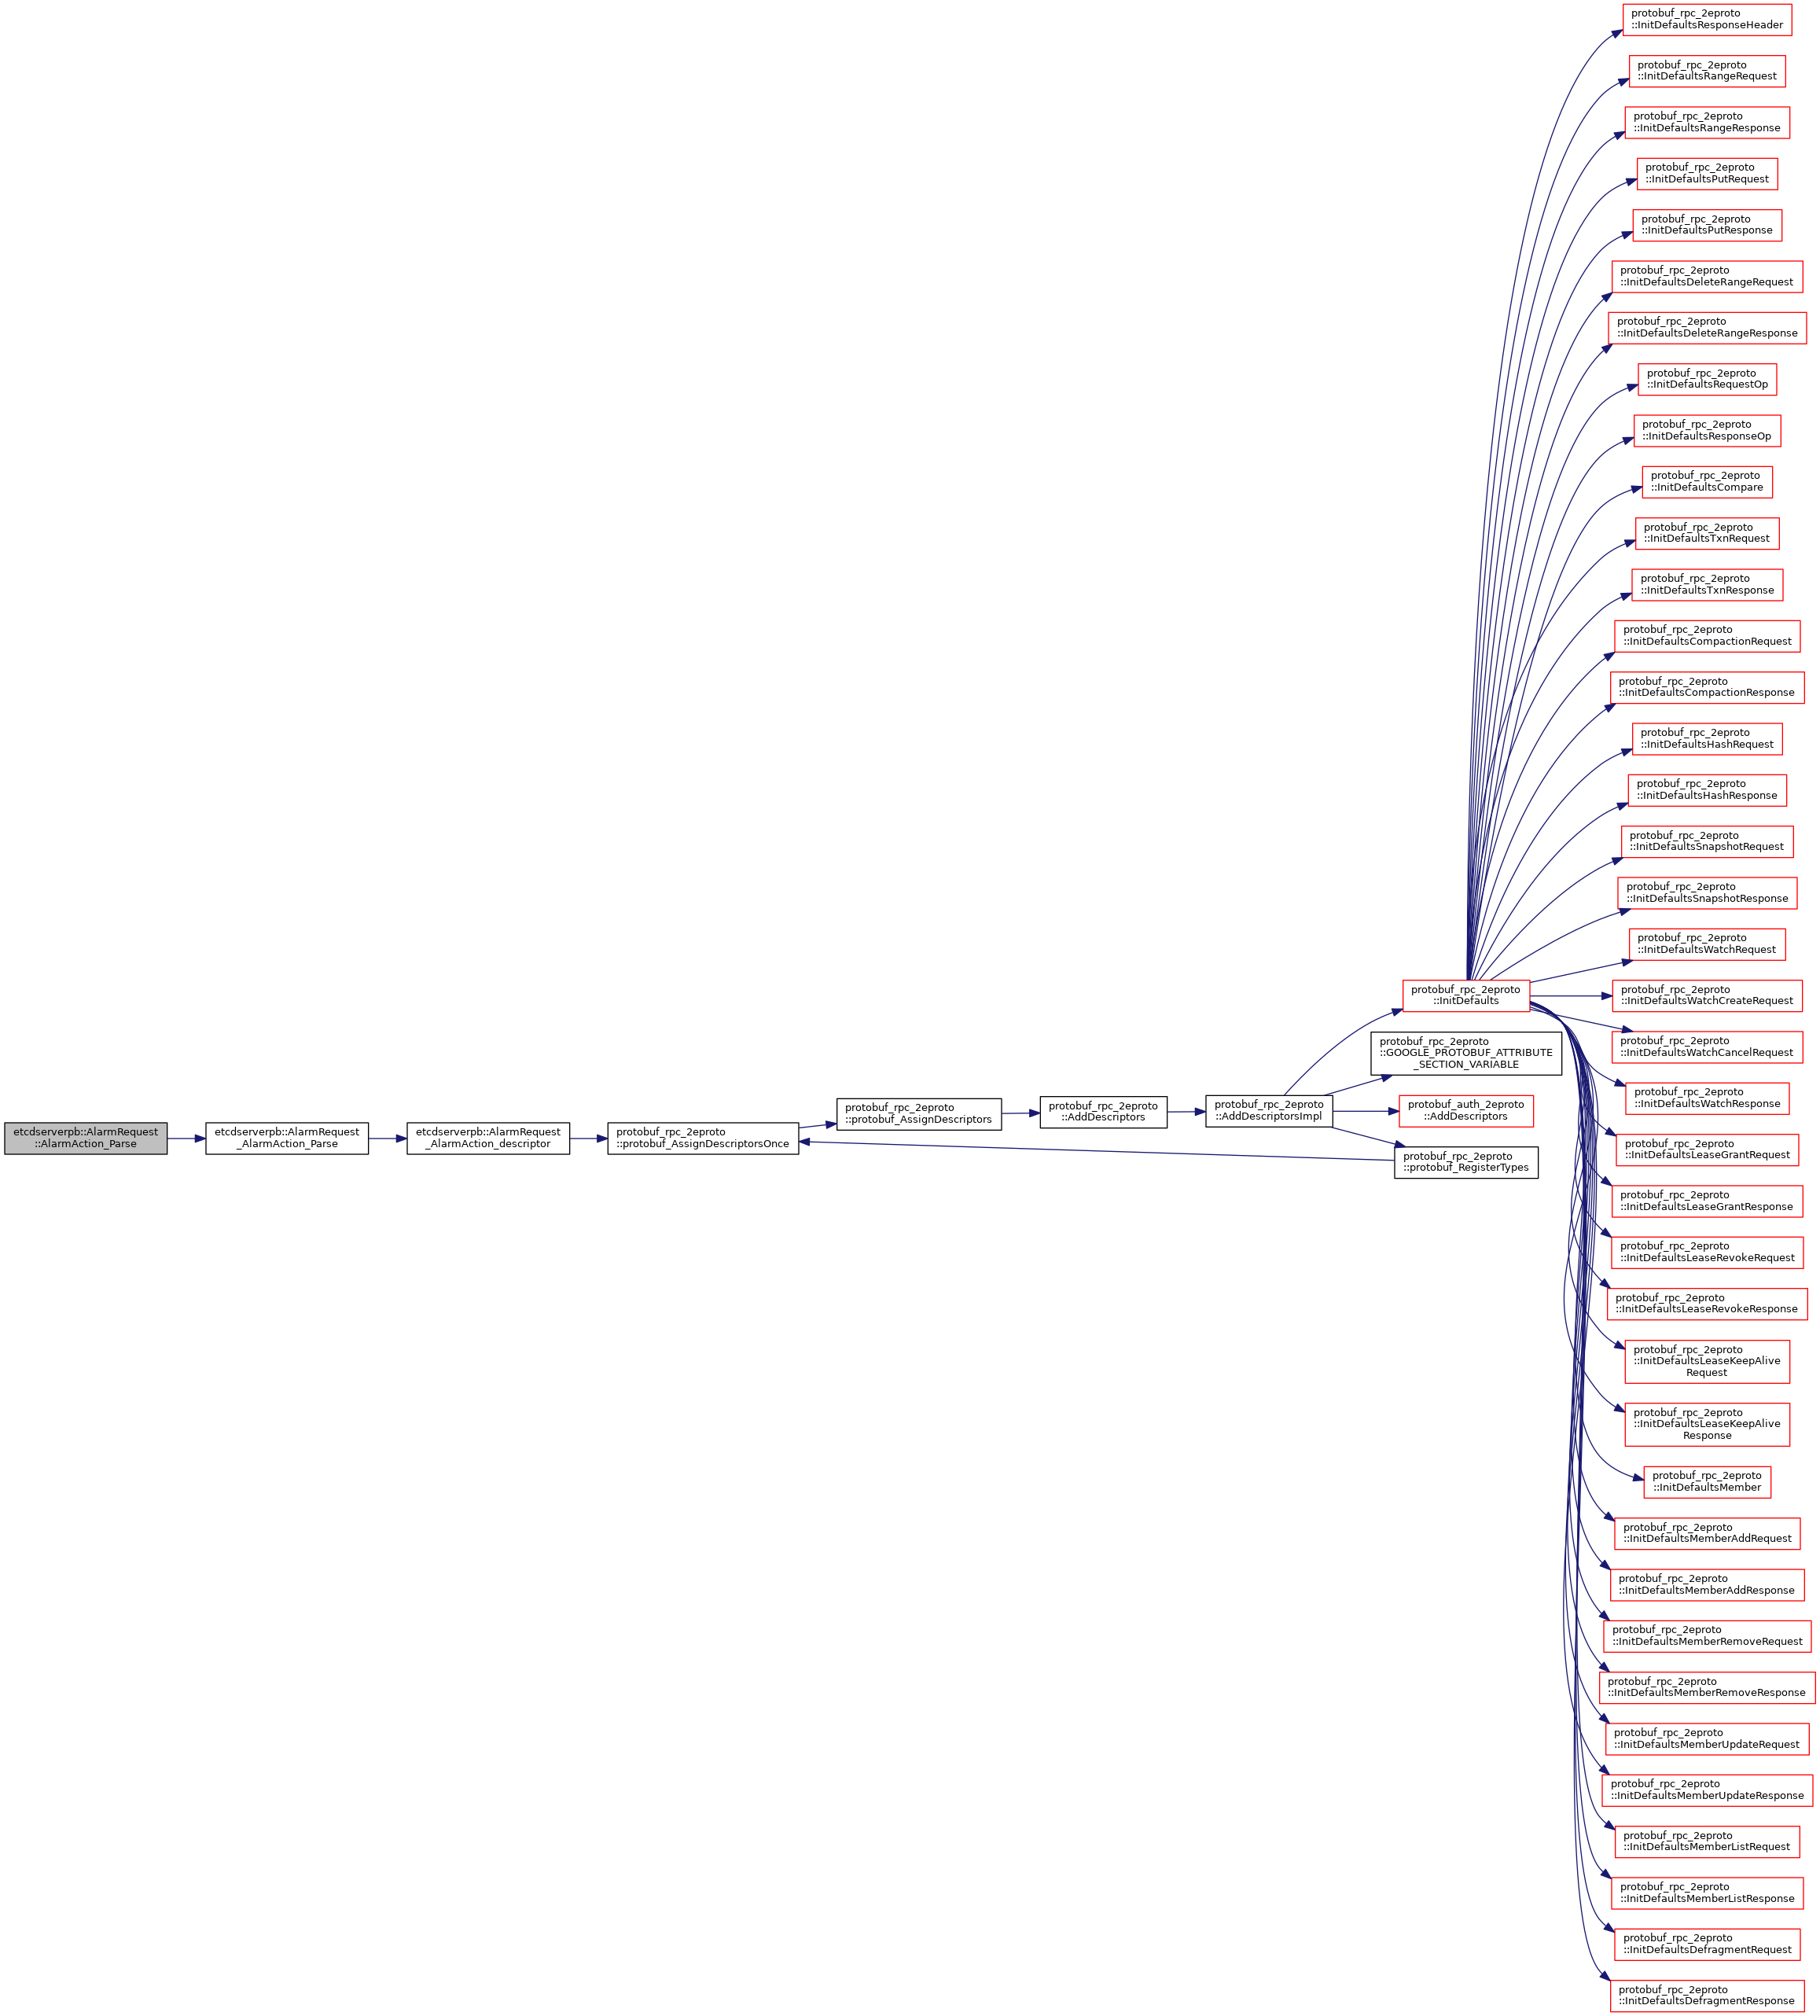 etcdserverpb::AlarmRequest
::AlarmAction_Parse
etcdserverpb::AlarmRequest
_AlarmAction_Parse
etcdserverpb::AlarmRequest
_AlarmAction_descriptor
protobuf_rpc_2eproto
::protobuf_AssignDescriptorsOnce
protobuf_rpc_2eproto
::protobuf_AssignDescriptors
protobuf_rpc_2eproto
::AddDescriptors
protobuf_rpc_2eproto
::AddDescriptorsImpl
protobuf_rpc_2eproto
::InitDefaults
protobuf_rpc_2eproto
::GOOGLE_PROTOBUF_ATTRIBUTE
_SECTION_VARIABLE
protobuf_auth_2eproto
::AddDescriptors
protobuf_rpc_2eproto
::protobuf_RegisterTypes
protobuf_rpc_2eproto
::InitDefaultsResponseHeader
protobuf_rpc_2eproto
::InitDefaultsRangeRequest
protobuf_rpc_2eproto
::InitDefaultsRangeResponse
protobuf_rpc_2eproto
::InitDefaultsPutRequest
protobuf_rpc_2eproto
::InitDefaultsPutResponse
protobuf_rpc_2eproto
::InitDefaultsDeleteRangeRequest
protobuf_rpc_2eproto
::InitDefaultsDeleteRangeResponse
protobuf_rpc_2eproto
::InitDefaultsRequestOp
protobuf_rpc_2eproto
::InitDefaultsResponseOp
protobuf_rpc_2eproto
::InitDefaultsCompare
protobuf_rpc_2eproto
::InitDefaultsTxnRequest
protobuf_rpc_2eproto
::InitDefaultsTxnResponse
protobuf_rpc_2eproto
::InitDefaultsCompactionRequest
protobuf_rpc_2eproto
::InitDefaultsCompactionResponse
protobuf_rpc_2eproto
::InitDefaultsHashRequest
protobuf_rpc_2eproto
::InitDefaultsHashResponse
protobuf_rpc_2eproto
::InitDefaultsSnapshotRequest
protobuf_rpc_2eproto
::InitDefaultsSnapshotResponse
protobuf_rpc_2eproto
::InitDefaultsWatchRequest
protobuf_rpc_2eproto
::InitDefaultsWatchCreateRequest
protobuf_rpc_2eproto
::InitDefaultsWatchCancelRequest
protobuf_rpc_2eproto
::InitDefaultsWatchResponse
protobuf_rpc_2eproto
::InitDefaultsLeaseGrantRequest
protobuf_rpc_2eproto
::InitDefaultsLeaseGrantResponse
protobuf_rpc_2eproto
::InitDefaultsLeaseRevokeRequest
protobuf_rpc_2eproto
::InitDefaultsLeaseRevokeResponse
protobuf_rpc_2eproto
::InitDefaultsLeaseKeepAlive
Request
protobuf_rpc_2eproto
::InitDefaultsLeaseKeepAlive
Response
protobuf_rpc_2eproto
::InitDefaultsMember
protobuf_rpc_2eproto
::InitDefaultsMemberAddRequest
protobuf_rpc_2eproto
::InitDefaultsMemberAddResponse
protobuf_rpc_2eproto
::InitDefaultsMemberRemoveRequest
protobuf_rpc_2eproto
::InitDefaultsMemberRemoveResponse
protobuf_rpc_2eproto
::InitDefaultsMemberUpdateRequest
protobuf_rpc_2eproto
::InitDefaultsMemberUpdateResponse
protobuf_rpc_2eproto
::InitDefaultsMemberListRequest
protobuf_rpc_2eproto
::InitDefaultsMemberListResponse
protobuf_rpc_2eproto
::InitDefaultsDefragmentRequest
protobuf_rpc_2eproto
::InitDefaultsDefragmentResponse